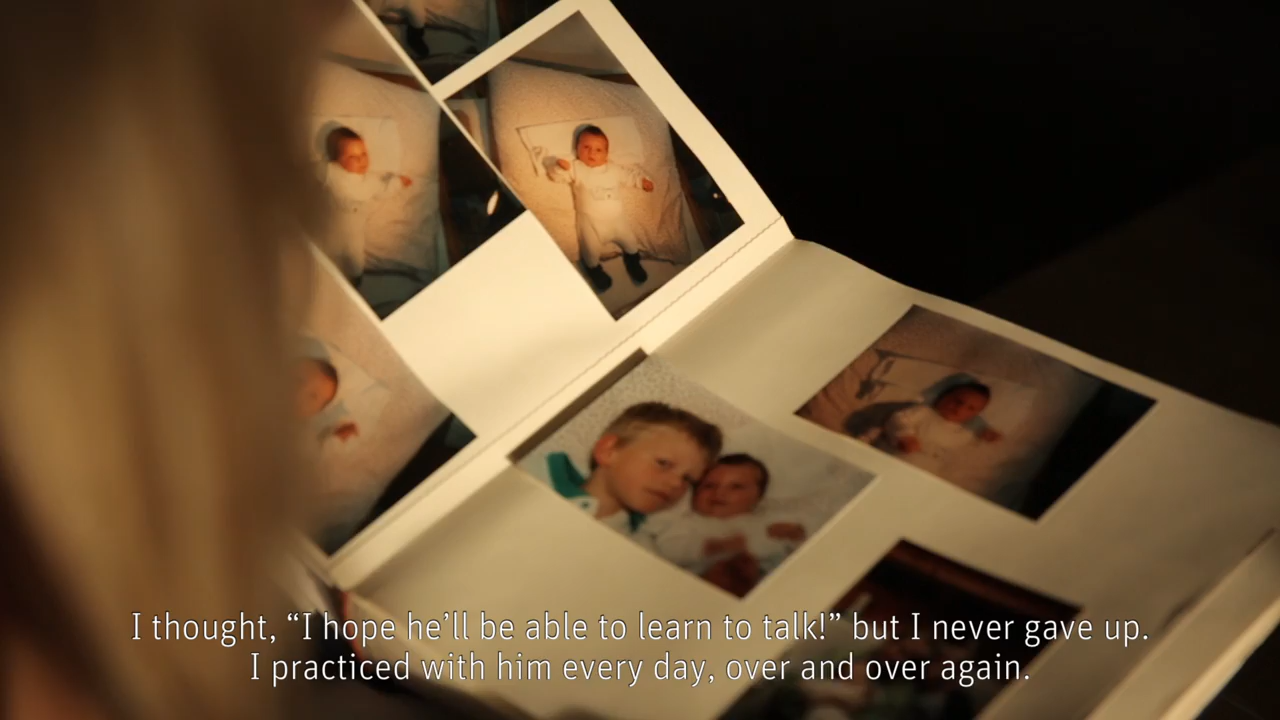 I thought, “I hope he’ll be able to learn to talk!” but I never gave up.
I practiced with him every day, over and over again.